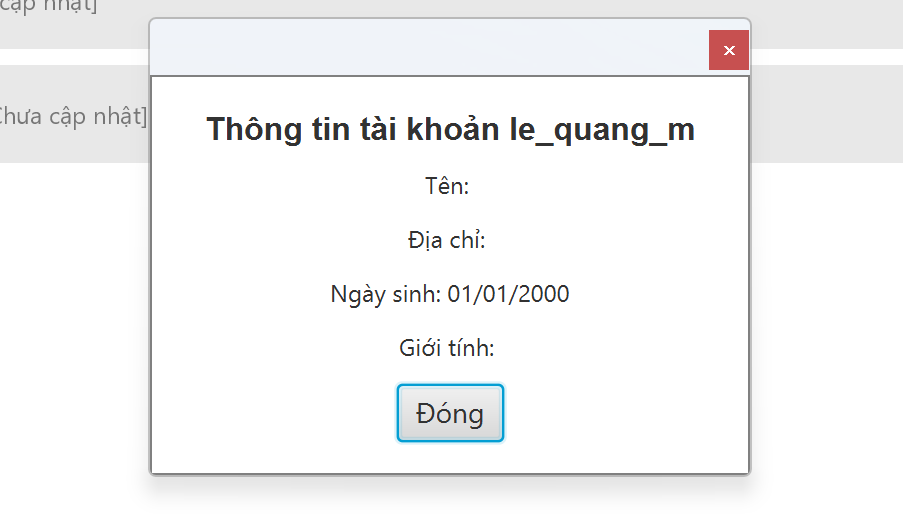 cập nhật]
Chưa cập nhật]
Thông tin tài khoản le_quang_m
Tên:
Địa chỉ:
Ngày sinh: 01/01/2000
Giới tính:
Đóng